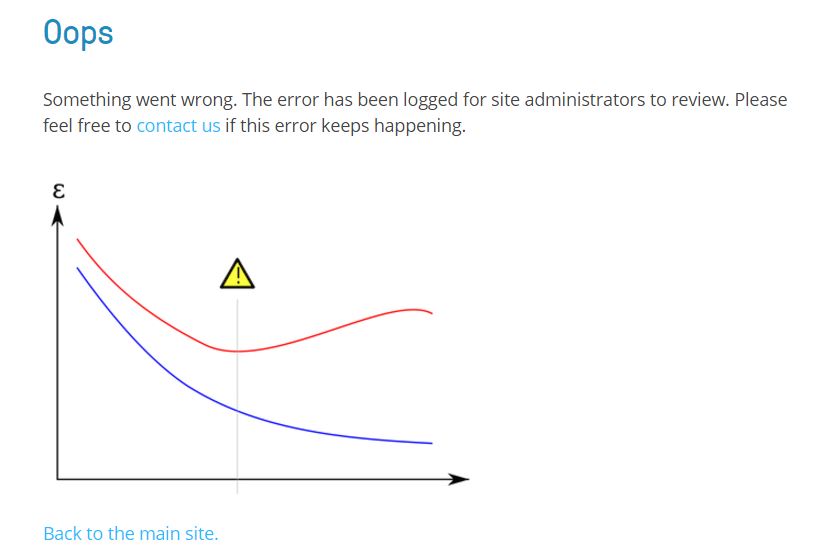 Oops
Something went wrong. The error has been logged for site administrators to review. Please
feel free to contact us if this error keeps happening.
ε
!
Back to the main site.